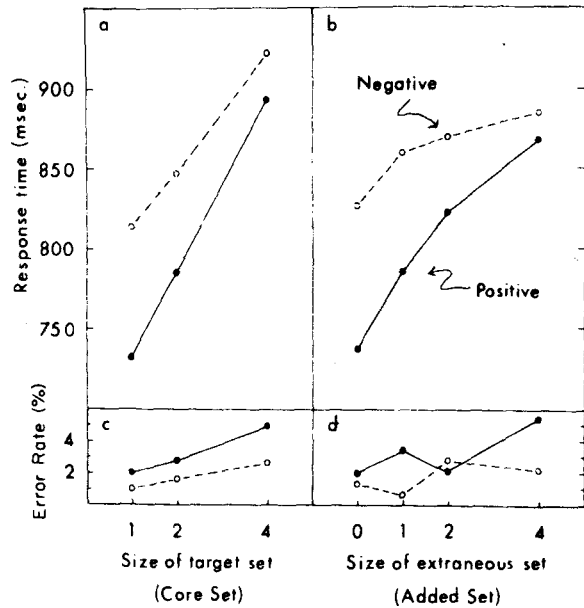 a
b
900
850
800
750
Response time (msec.)
Negative
Positive
c
d
4
2
Error Rate (%)
1 2 4
0 1 2 4
Size of target set
(Core Set)
Size of extraneous set
(Added Set)